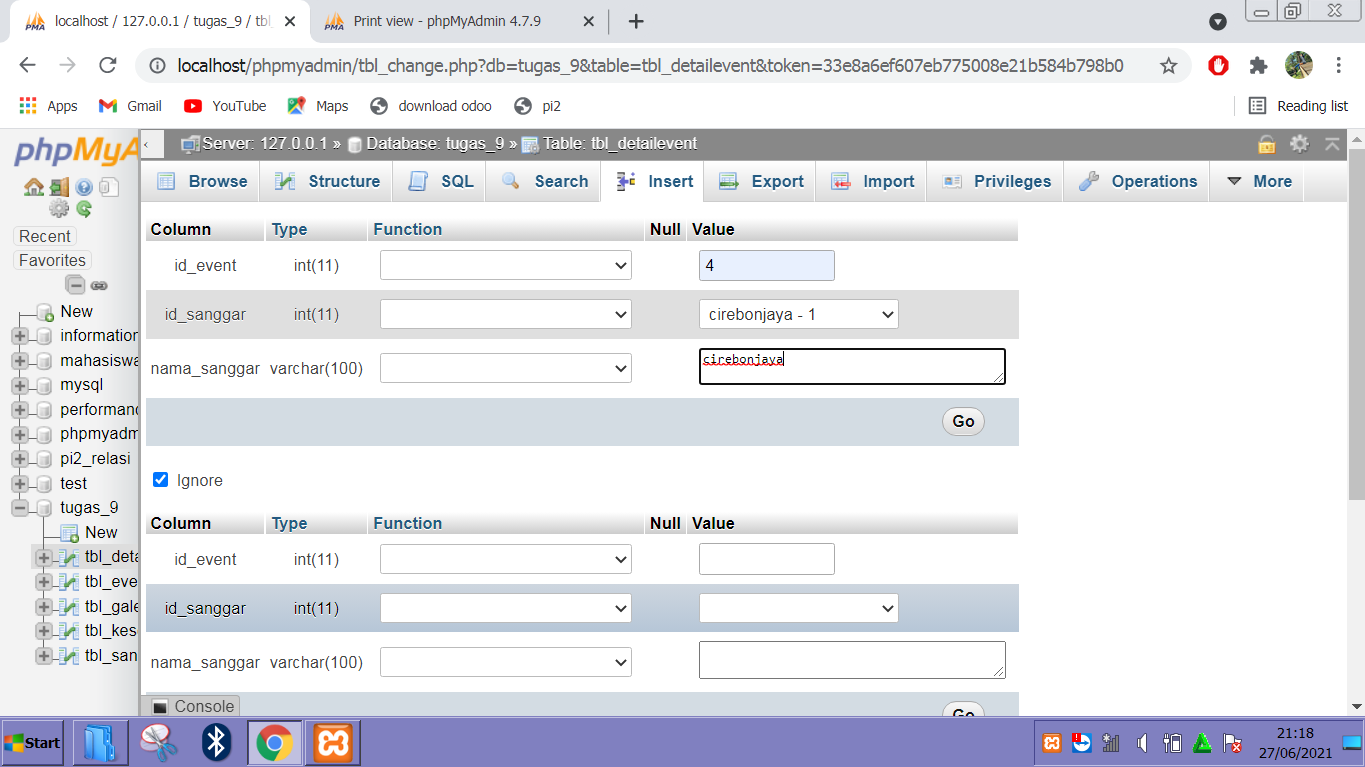 localhost / 127.0.0.1 / tugas_9 / tbl_
Print view - phpMyAdmin 4.7.9
localhost/phpmyadmin/tbl_change.php?db=tugas_9&table=tbl_detailevent&token=33e8a6ef607eb775008e21b584b798b0
Apps Gmail YouTube Maps download odoo pi2 Reading list
phpMyA
Server: 127.0.0.1 » Database: tugas_9 » Table: tbl_detailevent
Browse Structure SQL Search Insert Export Import Privileges Operations More
Recent
Favorites
New
information
mahasiswa
mysql
performanc
phpmyadm
pi2_relasi
test
tugas_9
New
tbl_deta
tbl_eve
tbl_gale
tbl_kes
tbl_san
Column Type Function Null Value
id_event int(11) 4
id_sanggar int(11) cirebonjaya - 1
nama_sanggar varchar(100) cirebonjaya
Go
Ignore
Column Type Function Null Value
id_event int(11)
id_sanggar int(11)
nama_sanggar varchar(100)
Go
Console
Start
21:18
27/06/2021